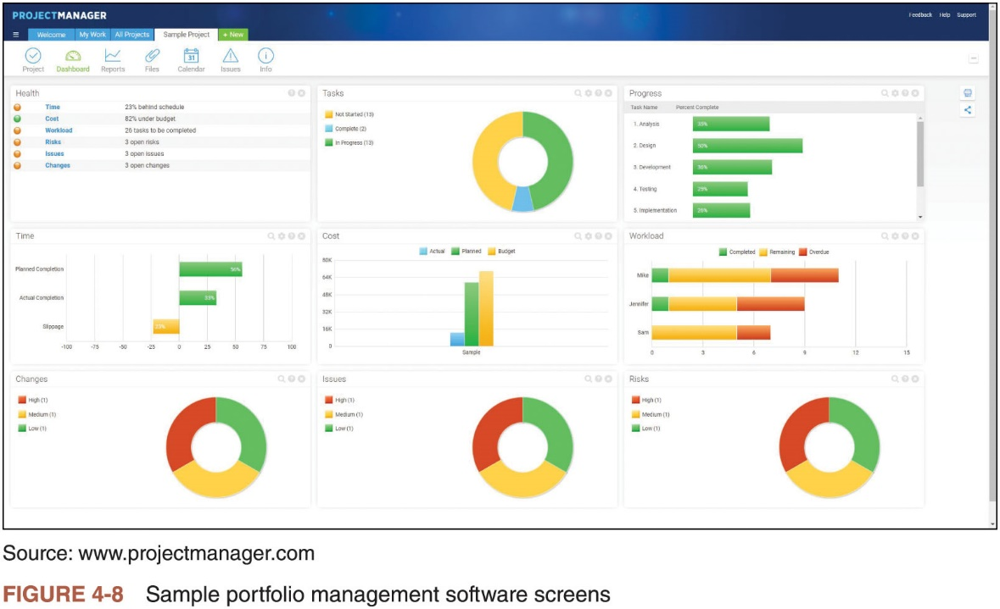 PROJECTMANAGER
Feedback Help Support
Welcome My Work All Projects Sample Project + New
Project Dashboard Reports Files Calendar Issues Info
31
Health
Time 23% behind schedule
Cost 82% under budget
Workload 26 tasks to be completed
Risks 3 open risks
Issues 3 open issues
Changes 3 open changes
Tasks
Not Started (13)
Complete (2)
In Progress (13)
Progress
Task Name Percent Complete
1. Analysis 35%
2. Design 50%
3. Development 36%
4. Testing 25%
5. Implementation 26%
Time
Planned Completion 56%
Actual Completion 33%
Slippage 23%
-100 -75 -50 -25 0 25 50 75 100
Cost
Actual Planned Budget
80K
64K
48K
32K
16K
0
Sample
Workload
Completed Remaining Overdue
Mike
Jennifer
Sam
0 3 6 9 12 15
Changes
High (1)
Medium (1)
Low (1)
Issues
High (1)
Medium (1)
Low (1)
Risks
High (1)
Medium (1)
Low (1)
Source: www.projectmanager.com
FIGURE 4-8 Sample portfolio management software screens